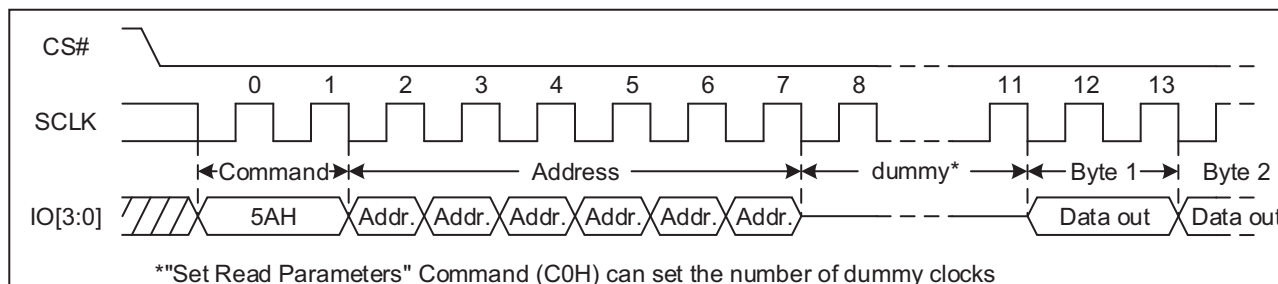 CS#
0 1 2 3 4 5 6 7 8 11 12 13
SCLK
Command Address dummy* Byte 1 Byte 2
IO[3:0] 5AH Addr. Addr. Addr. Addr. Addr. Addr. Data out Data out
*"Set Read Parameters" Command (C0H) can set the number of dummy clocks